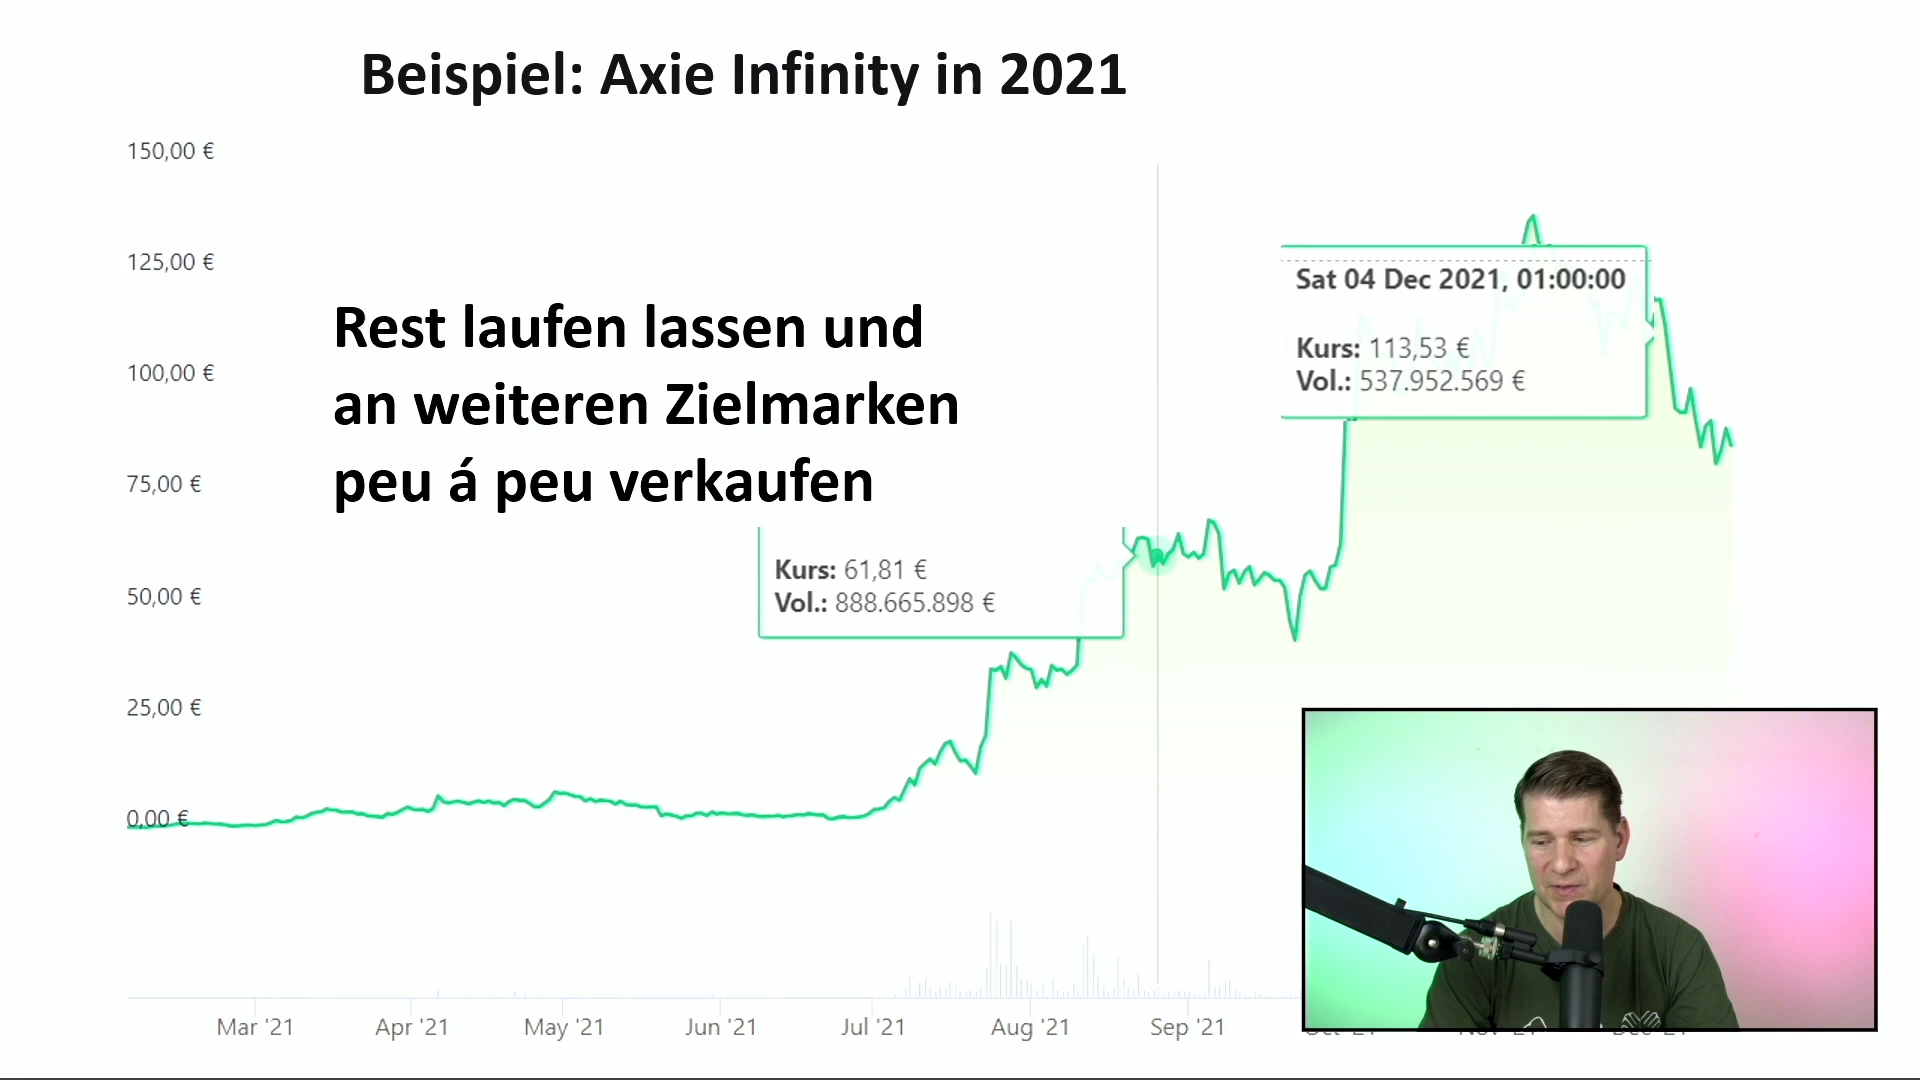 Beispiel: Axie Infinity in 2021
150,00 €
125,00 €
Sat 04 Dec 2021, 01:00:00
Rest laufen lassen und
an weiteren Zielmarken
peu á peu verkaufen
Kurs: 113,53 €
Vol.: 537.952.569 €
100,00 €
75,00 €
Kurs: 61,81 €
Vol.: 888.665.898 €
50,00 €
25,00 €
0,00 €
Mar '21
Apr '21
May '21
Jun '21
Jul '21
Aug '21
Sep '21